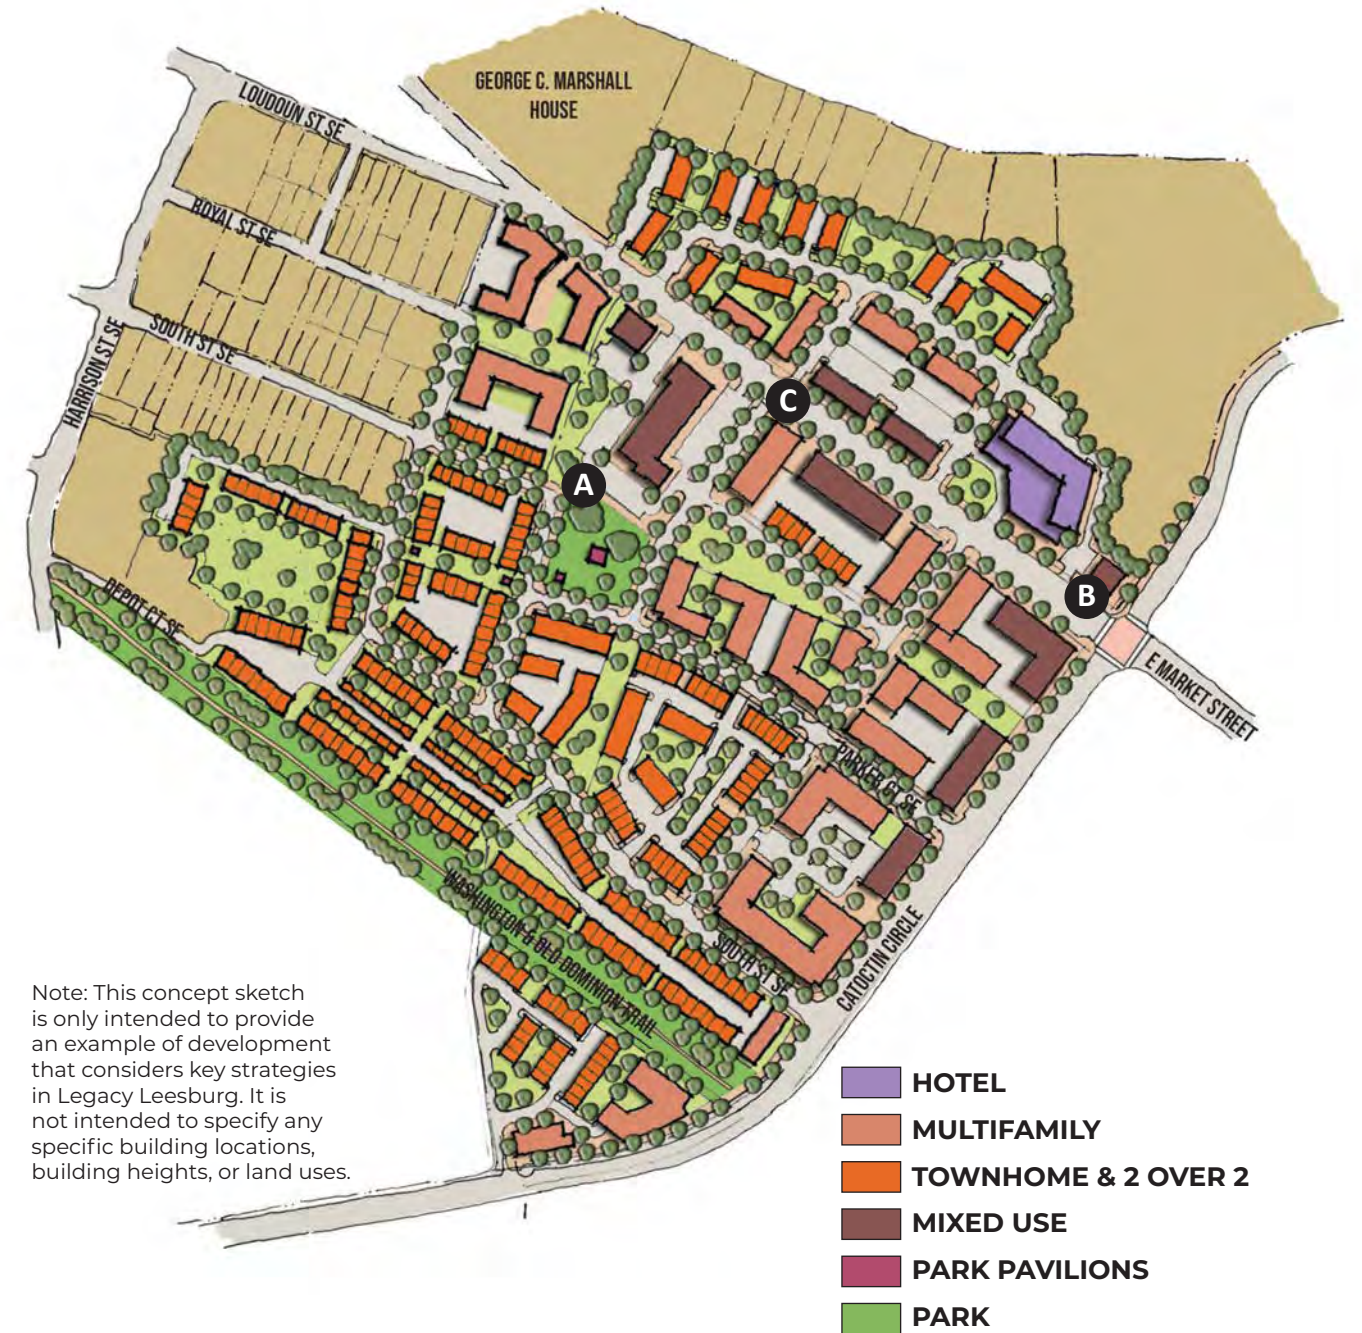 GEORGE C. MARSHALL
HOUSE
LOUDOUN ST SE
ROYAL ST SE
SOUTH ST SE
HARRISON ST SE
C
A
DEPOT CT SE
B
E MARKET STREET
PARKER CT SE
WASHINGTON & OLD DOMINION TRAIL
SOUTH ST SE
CATOCTIN CIRCLE
Note: This concept sketch
is only intended to provide
an example of development
that considers key strategies
in Legacy Leesburg. It is
not intended to specify any
specific building locations,
building heights, or land uses.
HOTEL
MULTIFAMILY
TOWNHOME & 2 OVER 2
MIXED USE
PARK PAVILIONS
PARK